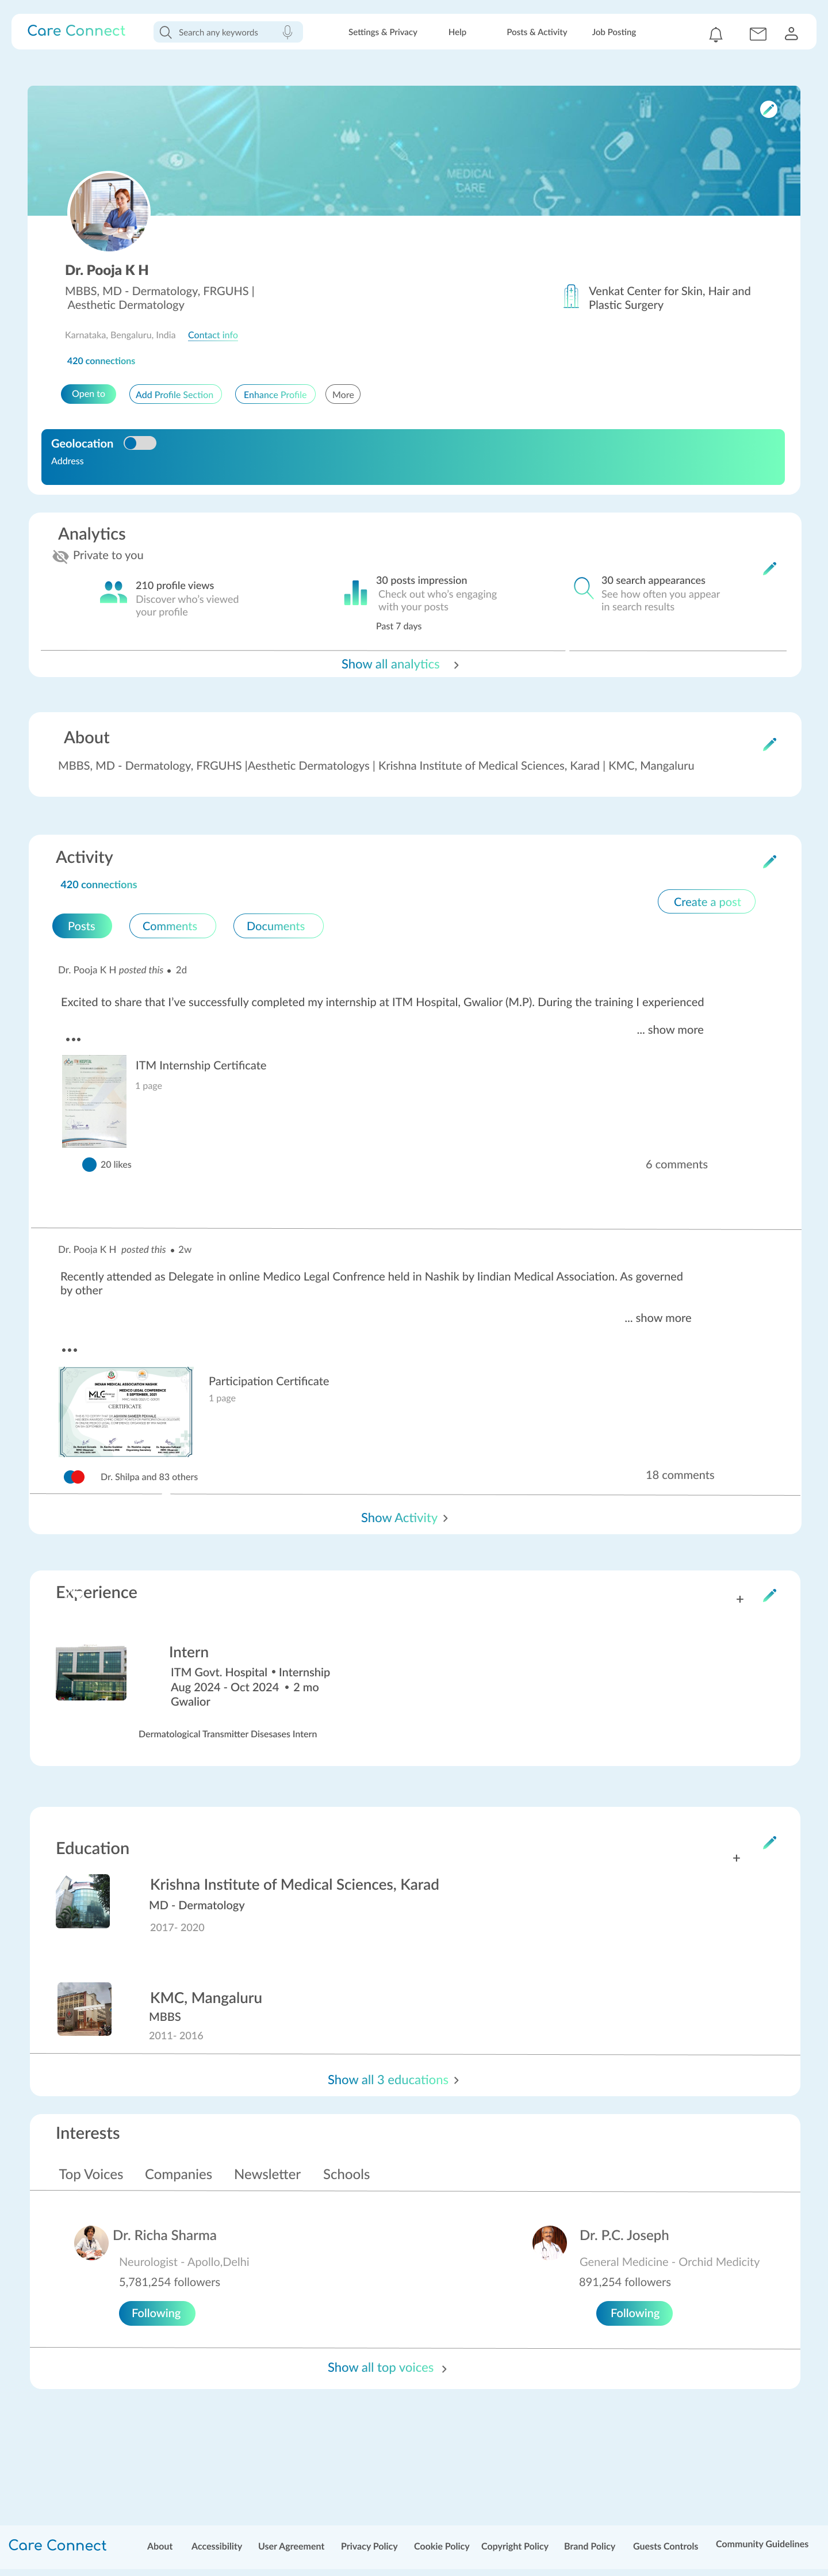 Care Connect
Search any keywords
Settings & Privacy
Help
Posts & Activity
Job Posting
MEDICAL
CARE
Dr. Pooja K H
MBBS, MD - Dermatology, FRGUHS |
Aesthetic Dermatology
Venkat Center for Skin, Hair and
Plastic Surgery
Karnataka, Bengaluru, India
Contact info
420 connections
Open to
Add Profile Section
Enhance Profile
More
Geolocation
Address
Analytics
Private to you
210 profile views
Discover who's viewed
your profile
30 posts impression
Check out who's engaging
with your posts
Past 7 days
30 search appearances
See how often you appear
in search results
Show all analytics >
About
MBBS, MD - Dermatology, FRGUHS |Aesthetic Dermatologys | Krishna Institute of Medical Sciences, Karad | KMC, Mangaluru
Activity
420 connections
Create a post
Posts
Comments
Documents
Dr. Pooja K H posted this • 2d
Excited to share that I've successfully completed my internship at ITM Hospital, Gwalior (M.P). During the training I experienced
... show more
ITM Internship Certificate
1 page
20 likes
6 comments
Dr. Pooja K H posted this • 2w
Recently attended as Delegate in online Medico Legal Confrence held in Nashik by Iindian Medical Association. As governed
by other
... show more
INDIAN MEDICAL ASSOCIATION NASHIK
MEDICO LEGAL CONFERENCE
5 SEPTEMBER, 2021
MLC
CERTIFICATE
Participation Certificate
1 page
Dr. Shilpa and 83 others
18 comments
Show Activity >
Experience
+
Intern
ITM Govt. Hospital • Internship
Aug 2024 - Oct 2024 • 2 mo
Gwalior
Dermatological Transmitter Disesases Intern
Education
+
Krishna Institute of Medical Sciences, Karad
MD - Dermatology
2017- 2020
KMC, Mangaluru
MBBS
2011- 2016
Show all 3 educations >
Interests
Top Voices
Companies
Newsletter
Schools
Dr. Richa Sharma
Neurologist - Apollo,Delhi
5,781,254 followers
Following
Dr. P.C. Joseph
General Medicine - Orchid Medicity
891,254 followers
Following
Show all top voices >
Care Connect
About
Accessibility
User Agreement
Privacy Policy
Cookie Policy
Copyright Policy
Brand Policy
Guests Controls
Community Guidelines